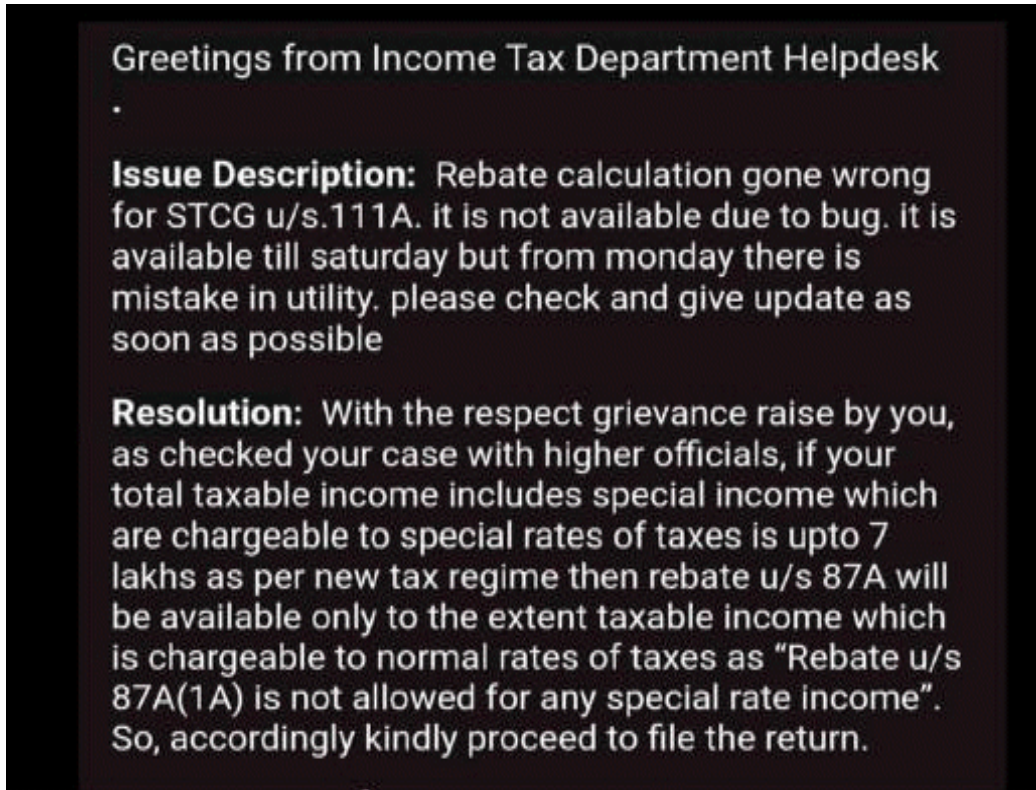 Greetings from Income Tax Department Helpdesk
.
Issue Description: Rebate calculation gone wrong
for STCG u/s.111A. it is not available due to bug. it is
available till saturday but from monday there is
mistake in utility. please check and give update as
soon as possible
Resolution: With the respect grievance raise by you,
as checked your case with higher officials, if your
total taxable income includes special income which
are chargeable to special rates of taxes is upto 7
lakhs as per new tax regime then rebate u/s 87A will
be available only to the extent taxable income which
is chargeable to normal rates of taxes as “Rebate u/s
87A(1A) is not allowed for any special rate income”.
So, accordingly kindly proceed to file the return.